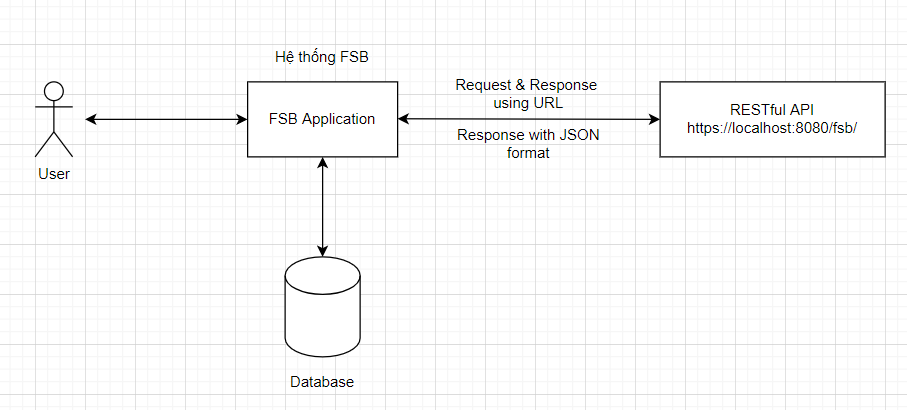 Hệ thống FSB
FSB Application
Request & Response
using URL
Response with JSON
format
RESTful API
https://localhost:8080/fsb/
User
Database